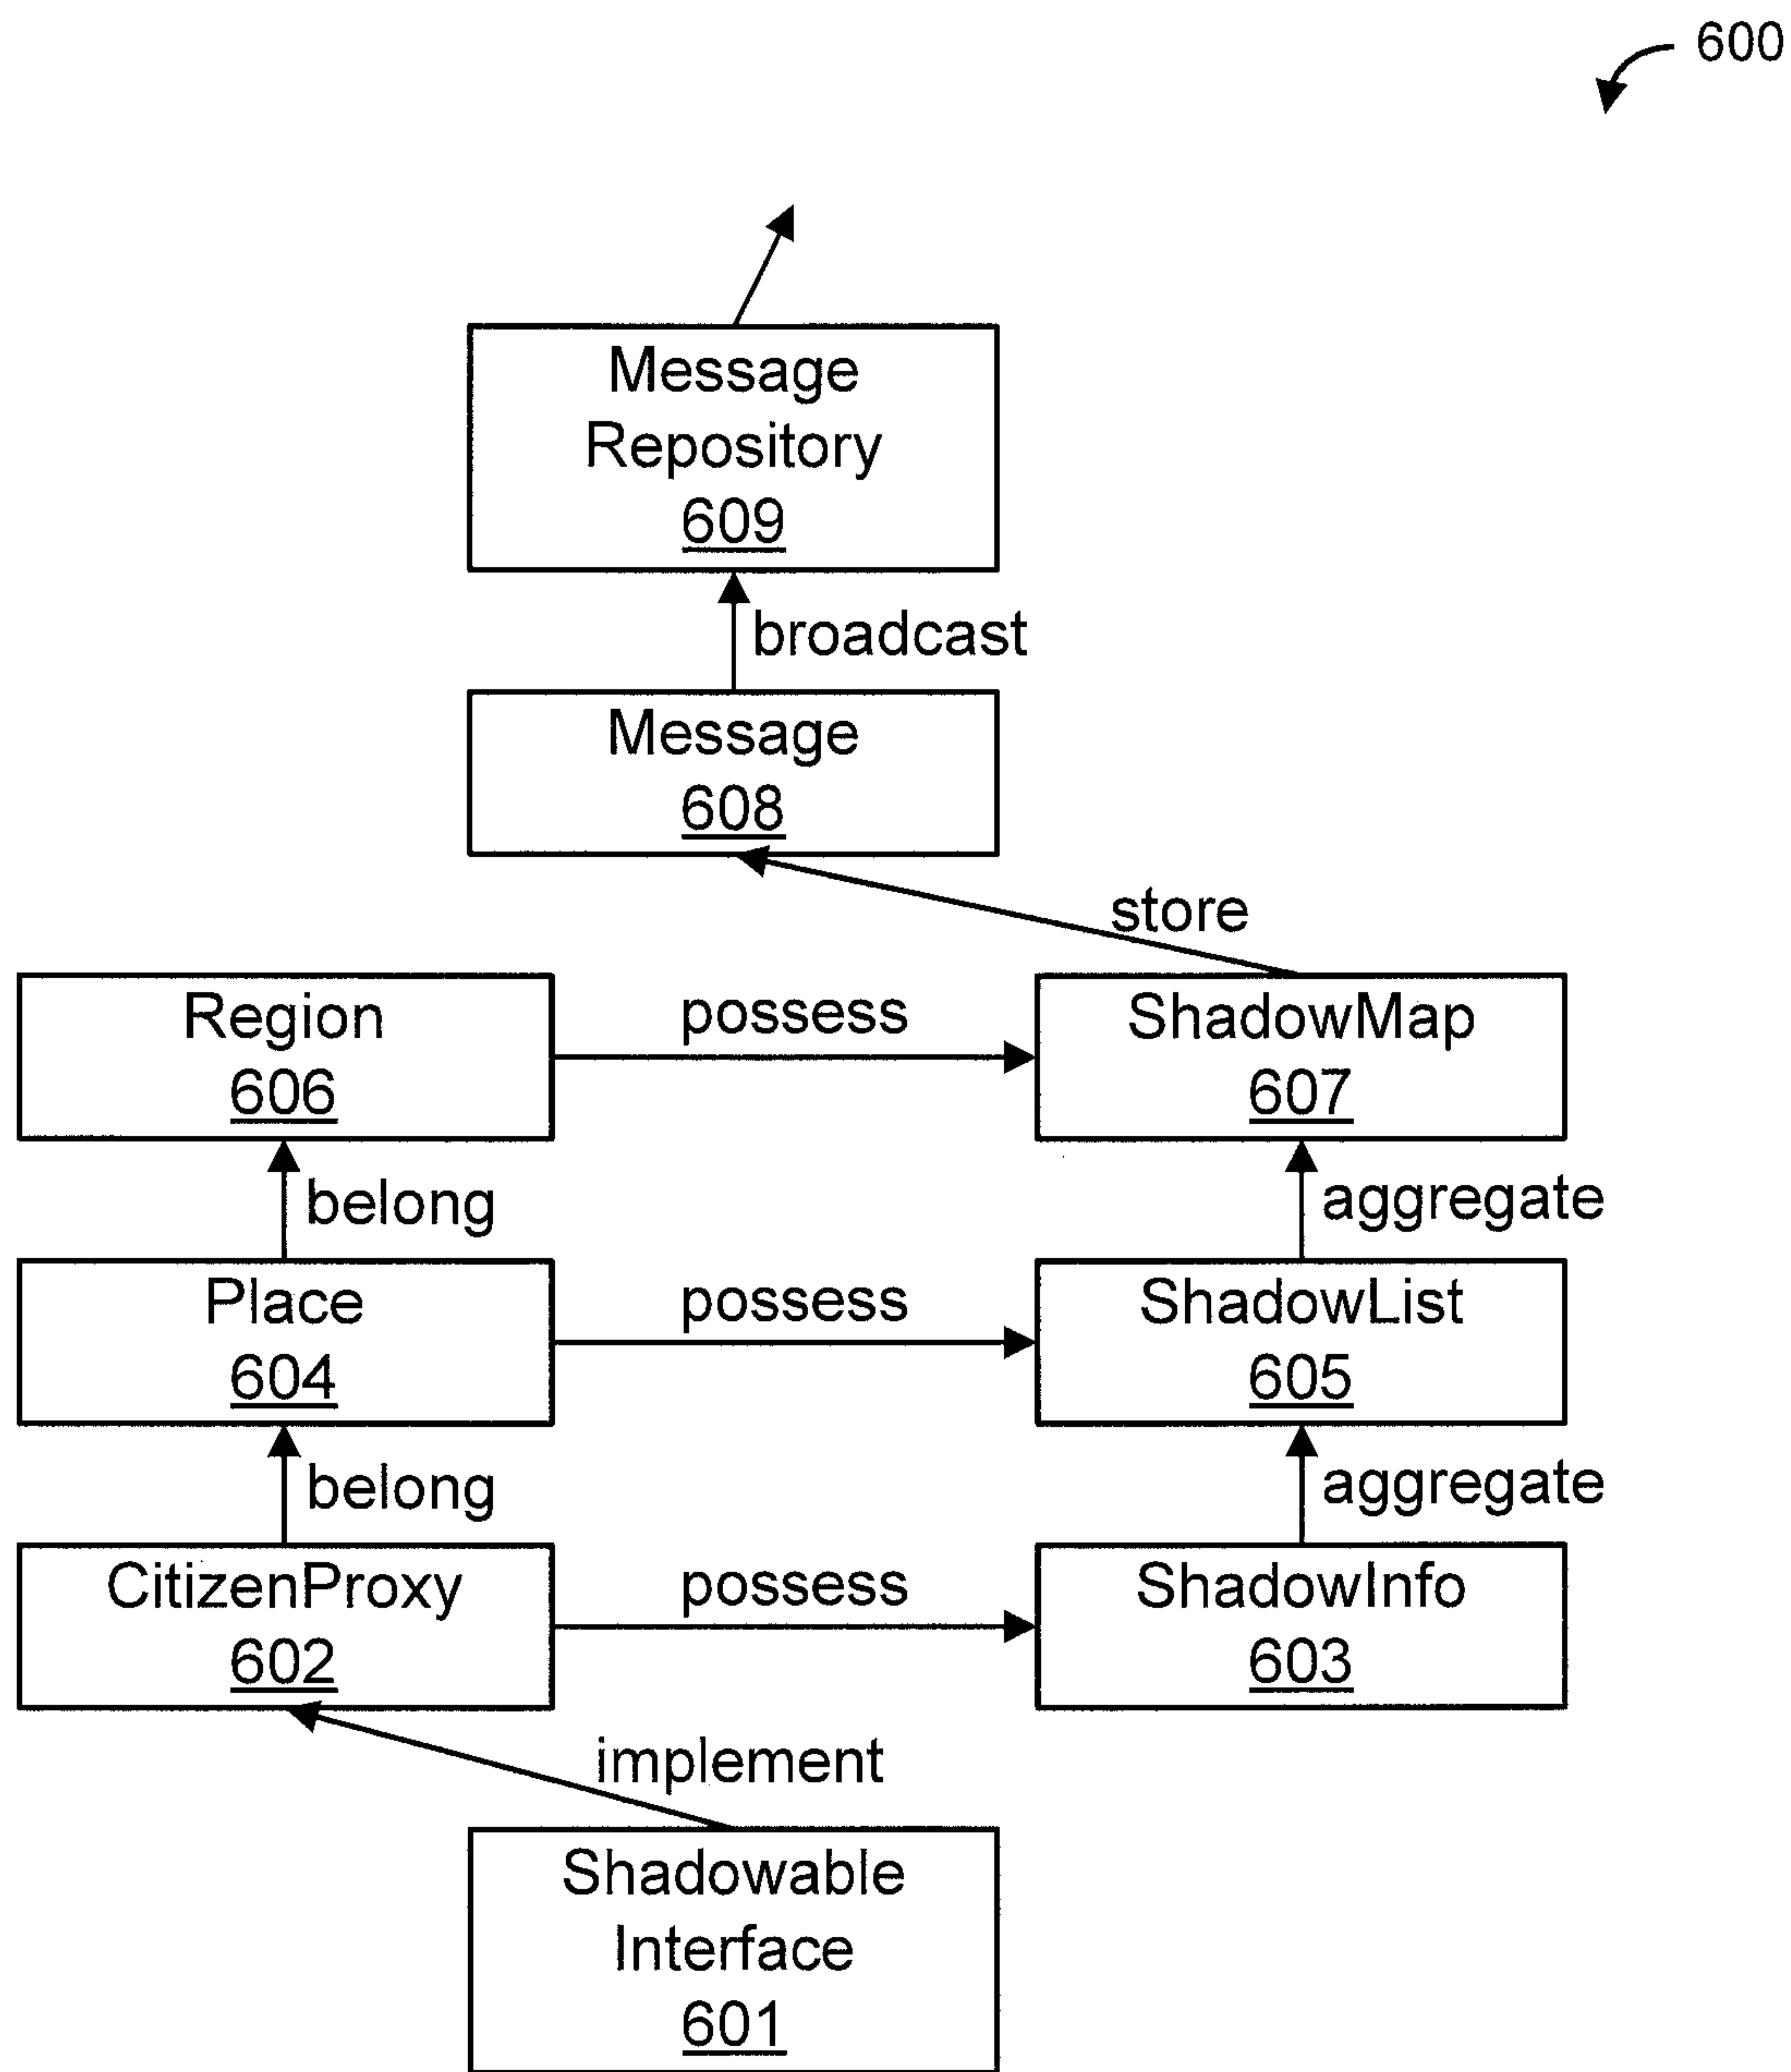 600
Message
Repository
609
broadcast
Message
608
store
Region
606
possess
ShadowMap
607
belong
aggregate
Place
604
possess
ShadowList
605
belong
aggregate
CitizenProxy
602
possess
ShadowInfo
603
implement
Shadowable
Interface
601